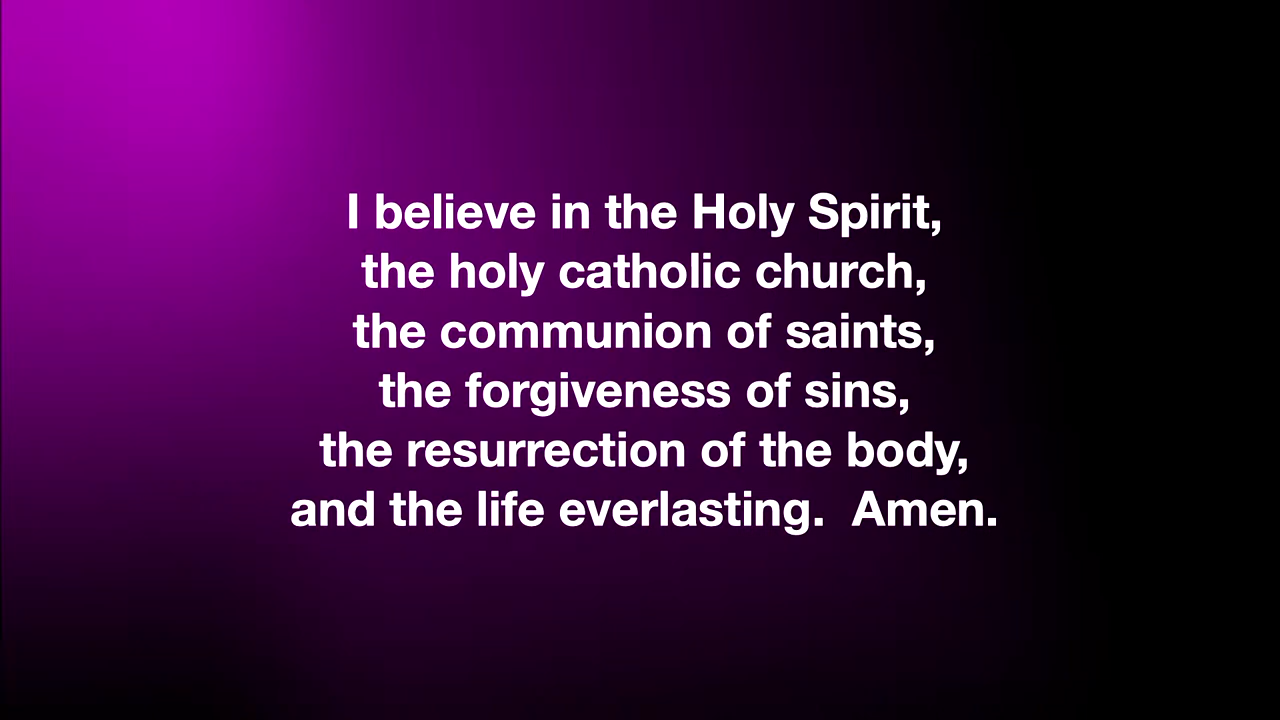 I believe in the Holy Spirit,
the holy catholic church,
the communion of saints,
the forgiveness of sins,
the resurrection of the body,
and the life everlasting.  Amen.